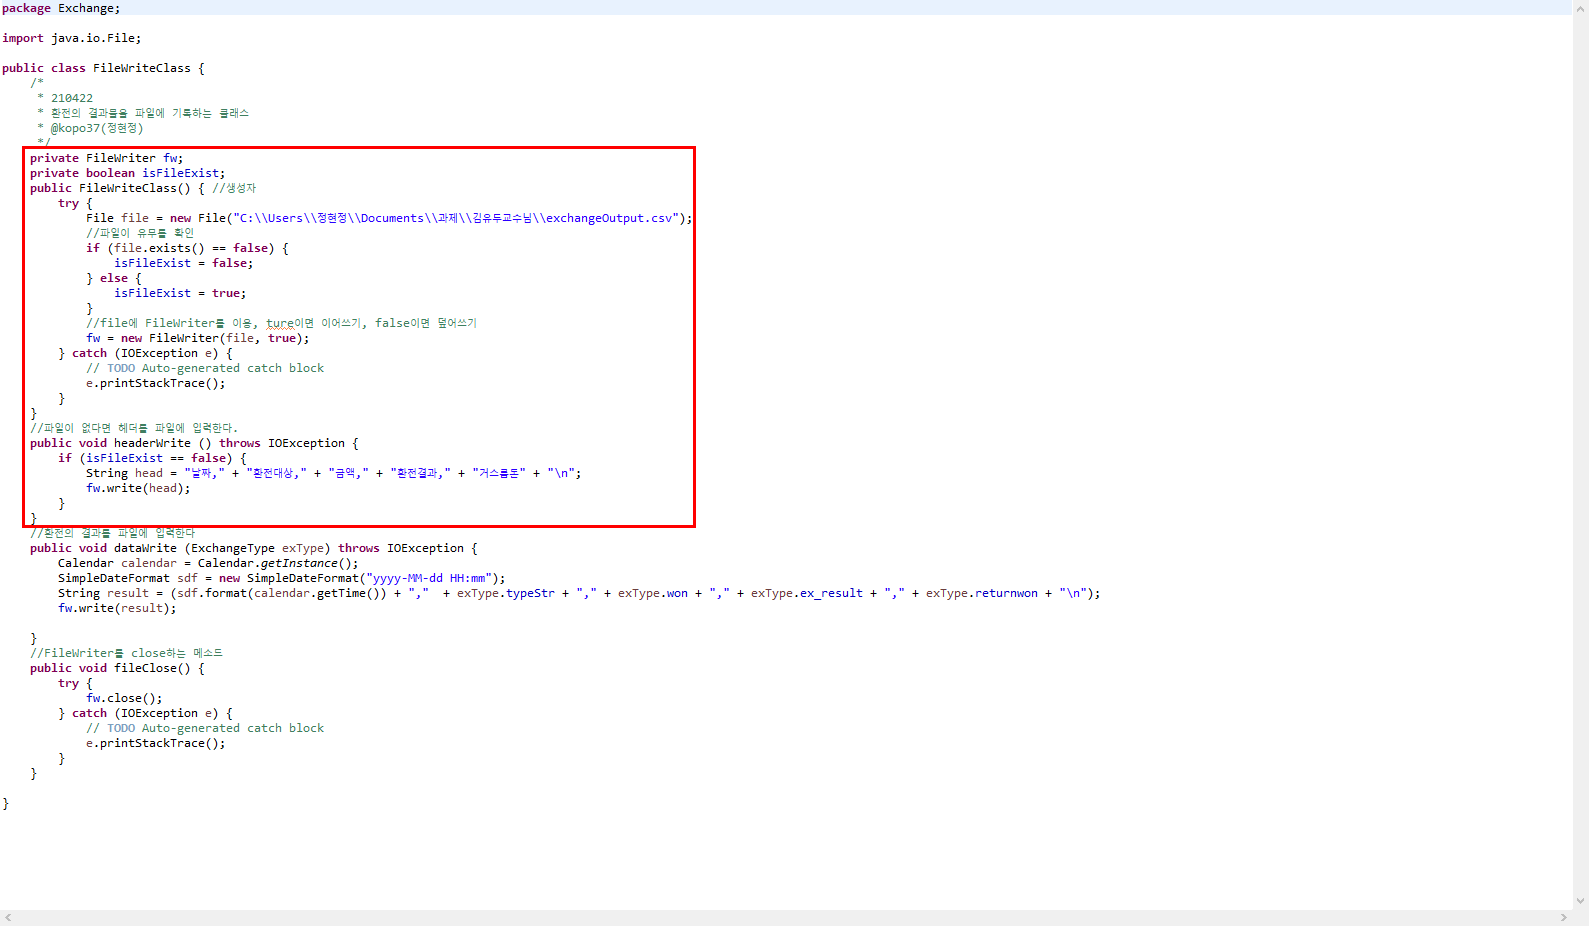 package Exchange;
import java.io.File;
public class FileWriteClass {
/*
* 210422
* 환전의 결과물을 파일에 기록하는 클래스
* @kopo37(정현정)
*/
private FileWriter fw;
private boolean isFileExist;
public FileWriteClass() { //생성자
try {
File file = new File("C:\\Users\\정현정\\Documents\\과제\\김유두교수님\\exchangeOutput.csv");
//파일이 유무를 확인
if (file.exists() == false) {
isFileExist = false;
} else {
isFileExist = true;
}
//file에 FileWriter를 이용, ture이면 이어쓰기, false이면 덮어쓰기
fw = new FileWriter(file, true);
} catch (IOException e) {
// TODO Auto-generated catch block
e.printStackTrace();
}
}
//파일이 없다면 헤더를 파일에 입력한다.
public void headerWrite () throws IOException {
if (isFileExist == false) {
String head = "날짜," + "환전대상," + "금액," + "환전결과," + "거스름돈" + "\n";
fw.write(head);
}
}
//환전의 결과를 파일에 입력한다
public void dataWrite (ExchangeType exType) throws IOException {
Calendar calendar = Calendar.getInstance();
SimpleDateFormat sdf = new SimpleDateFormat("yyyy-MM-dd HH:mm");
String result = (sdf.format(calendar.getTime()) + "," + exType.typeStr + "," + exType.won + "," + exType.ex_result + "," + exType.returnwon + "\n");
fw.write(result);
}
//FileWriter를 close하는 메소드
public void fileClose() {
try {
fw.close();
} catch (IOException e) {
// TODO Auto-generated catch block
e.printStackTrace();
}
}
}